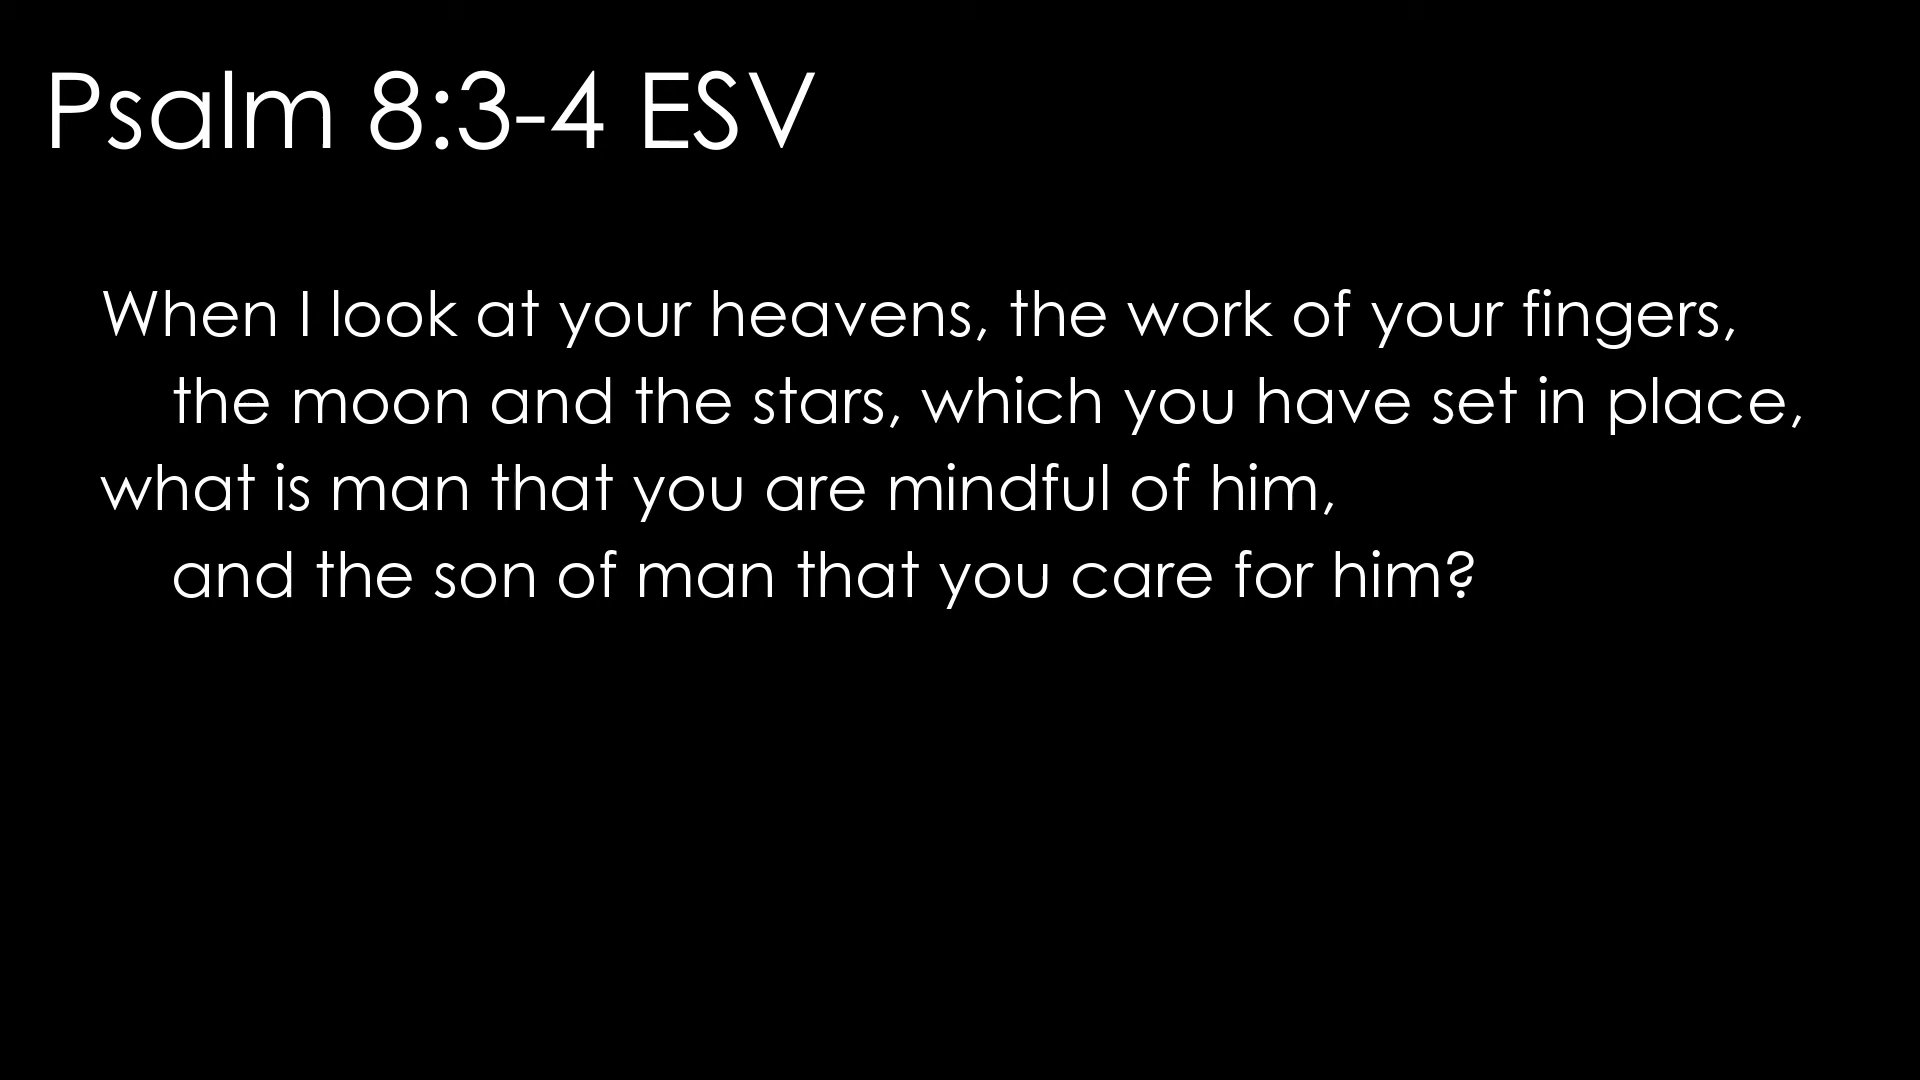 Psalm 8:3-4 ESV
When I look at your heavens, the work of your fingers,
the moon and the stars, which you have set in place,
what is man that you are mindful of him,
and the son of man that you care for him?